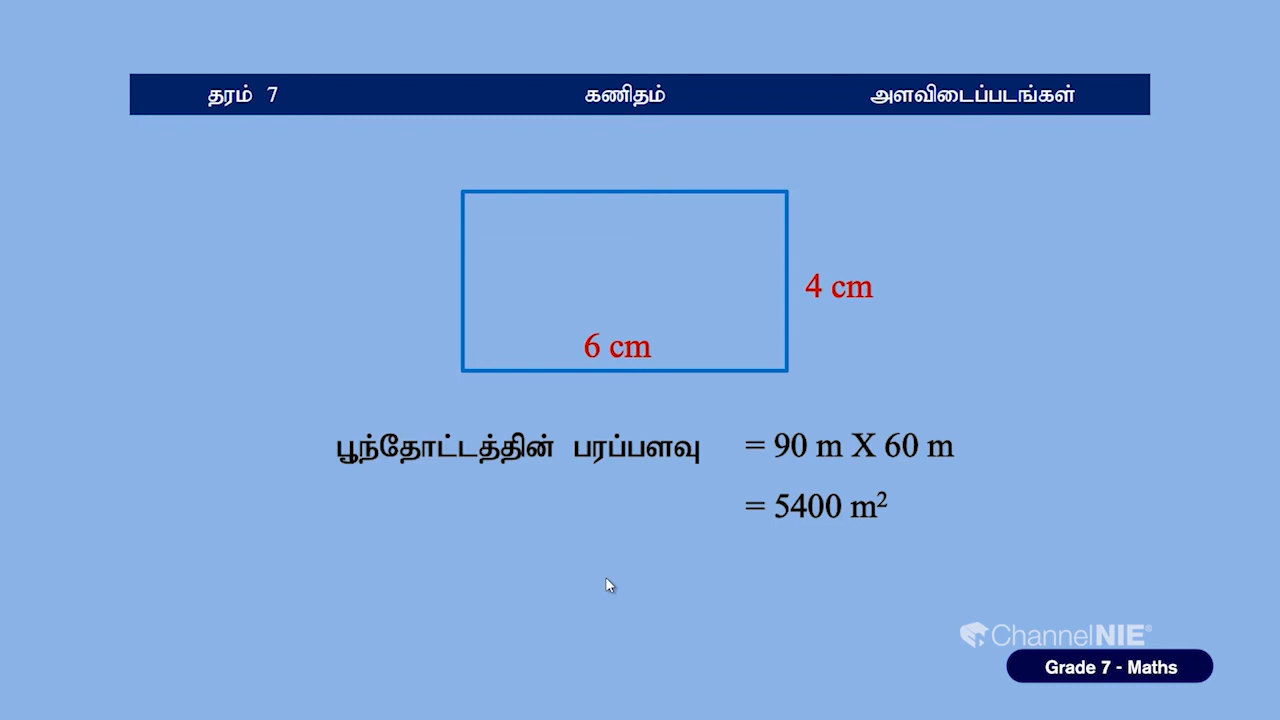 தரம் 7 கணிதம் அளவிடைப்படங்கள்
4 cm
6 cm
பூந்தோட்டத்தின் பரப்பளவு = 90 m X 60 m
= 5400 m²
ChannelNIE®
Grade 7 - Maths